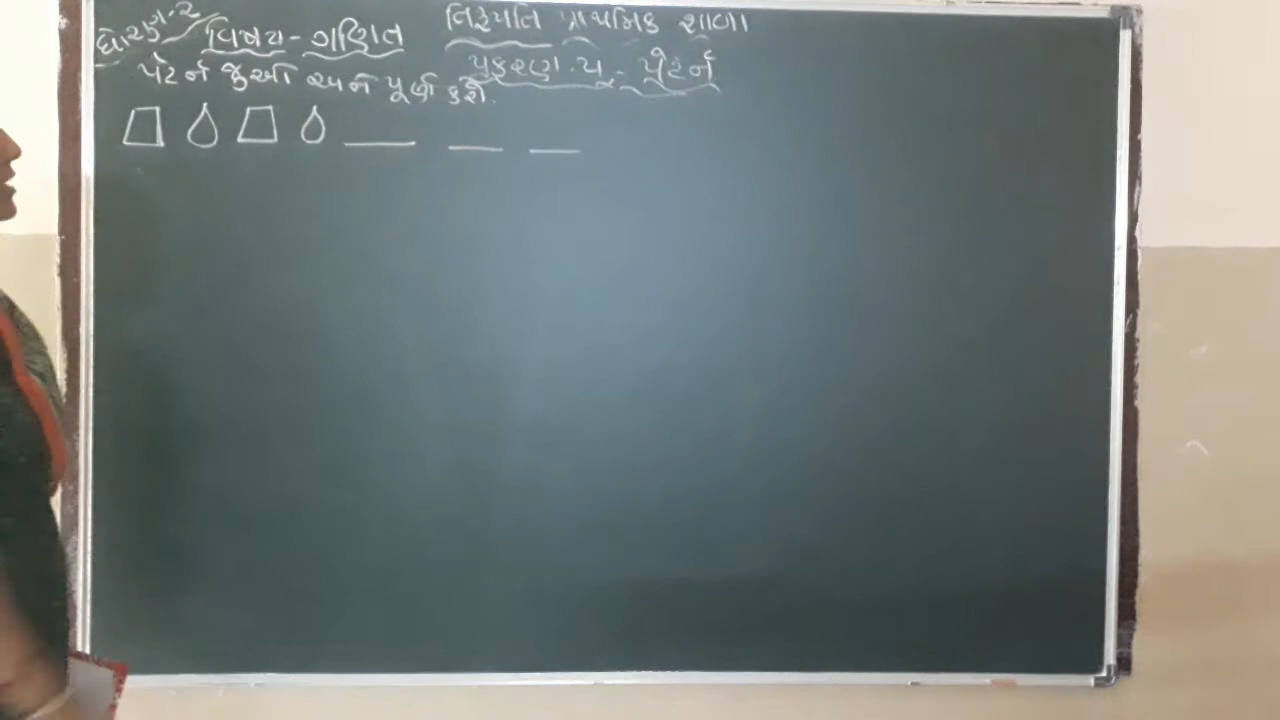 ધોરણ-૨ વિષય-ગણિત તિરૂપતિ પ્રાથમિક શાળા
પ્રકરણ.૫ - પેટર્ન
પેટર્ન જુઓ અને પૂર્ણ કરો.